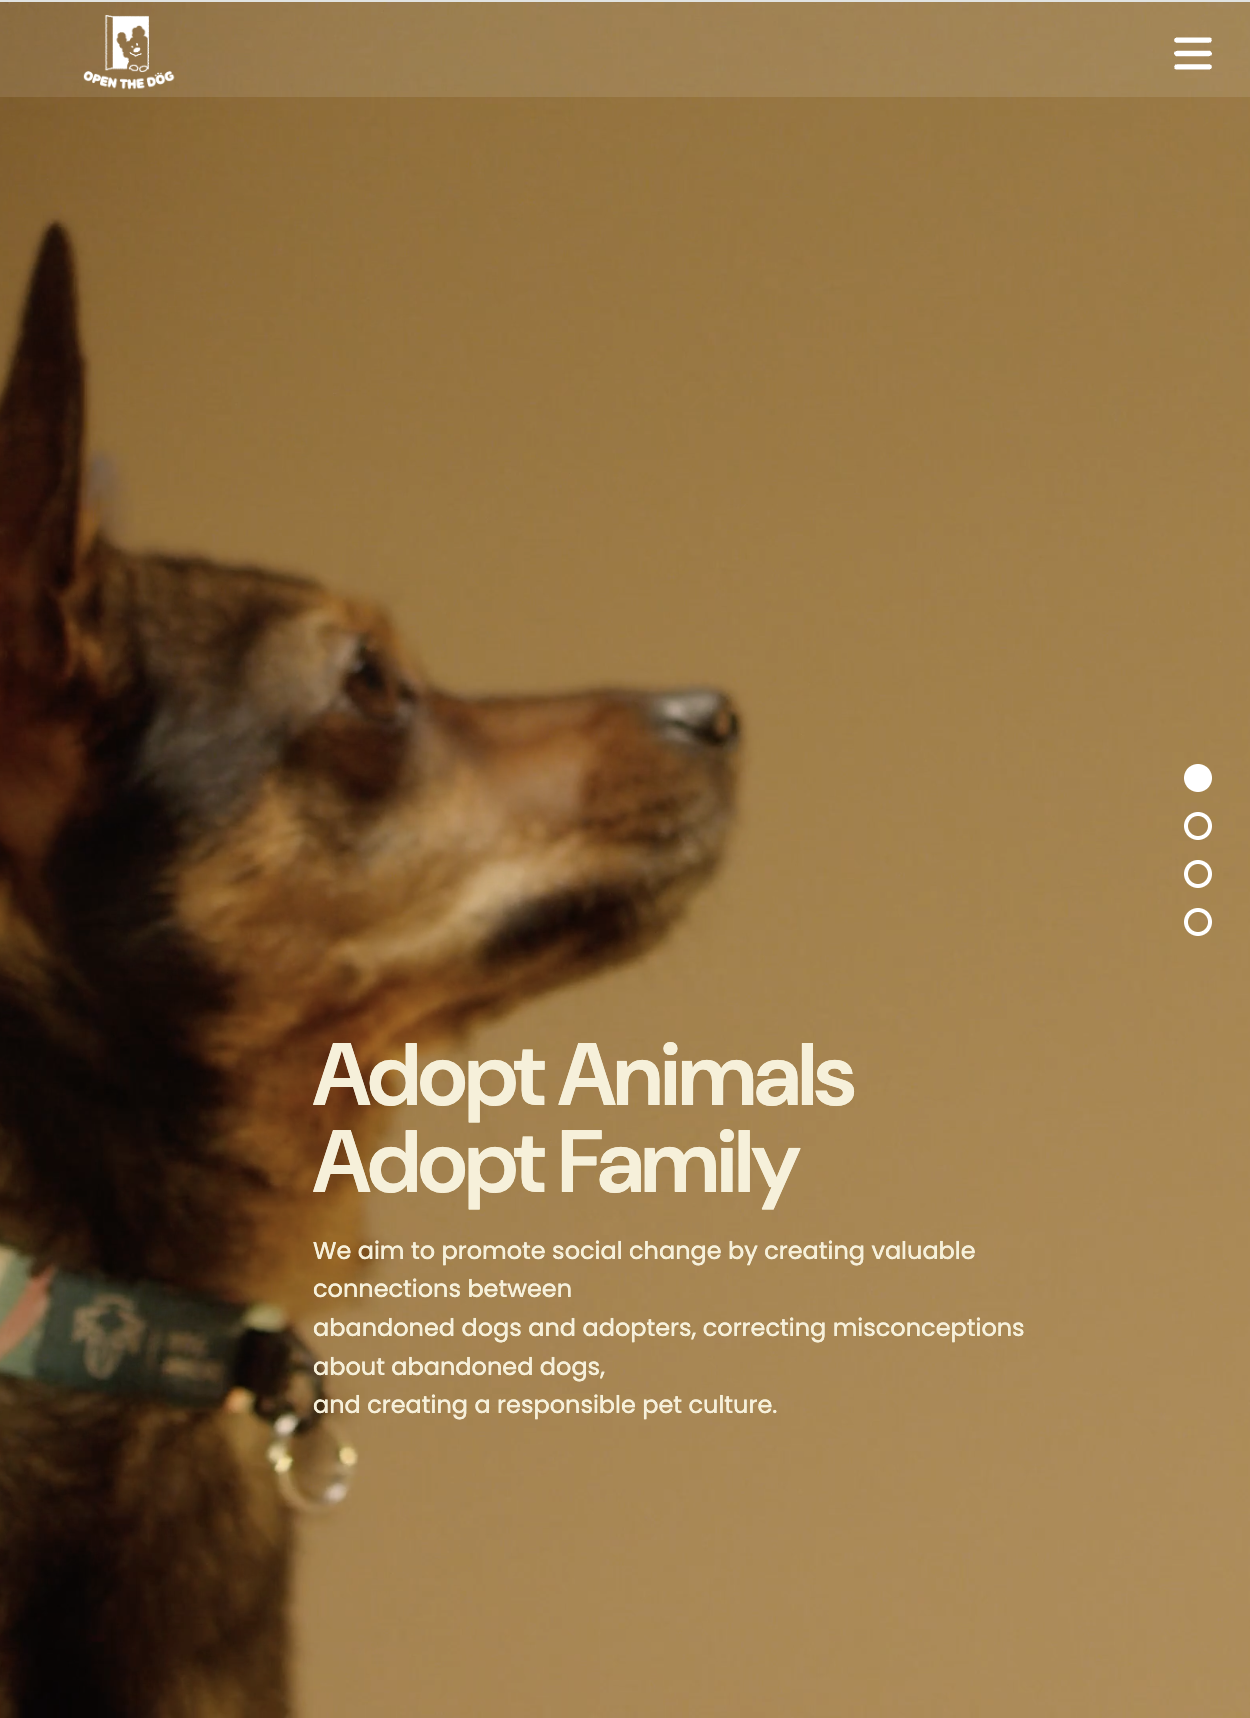 OPEN THE DÖG
Adopt Animals
Adopt Family
We aim to promote social change by creating valuable
connections between
abandoned dogs and adopters, correcting misconceptions
about abandoned dogs,
and creating a responsible pet culture.